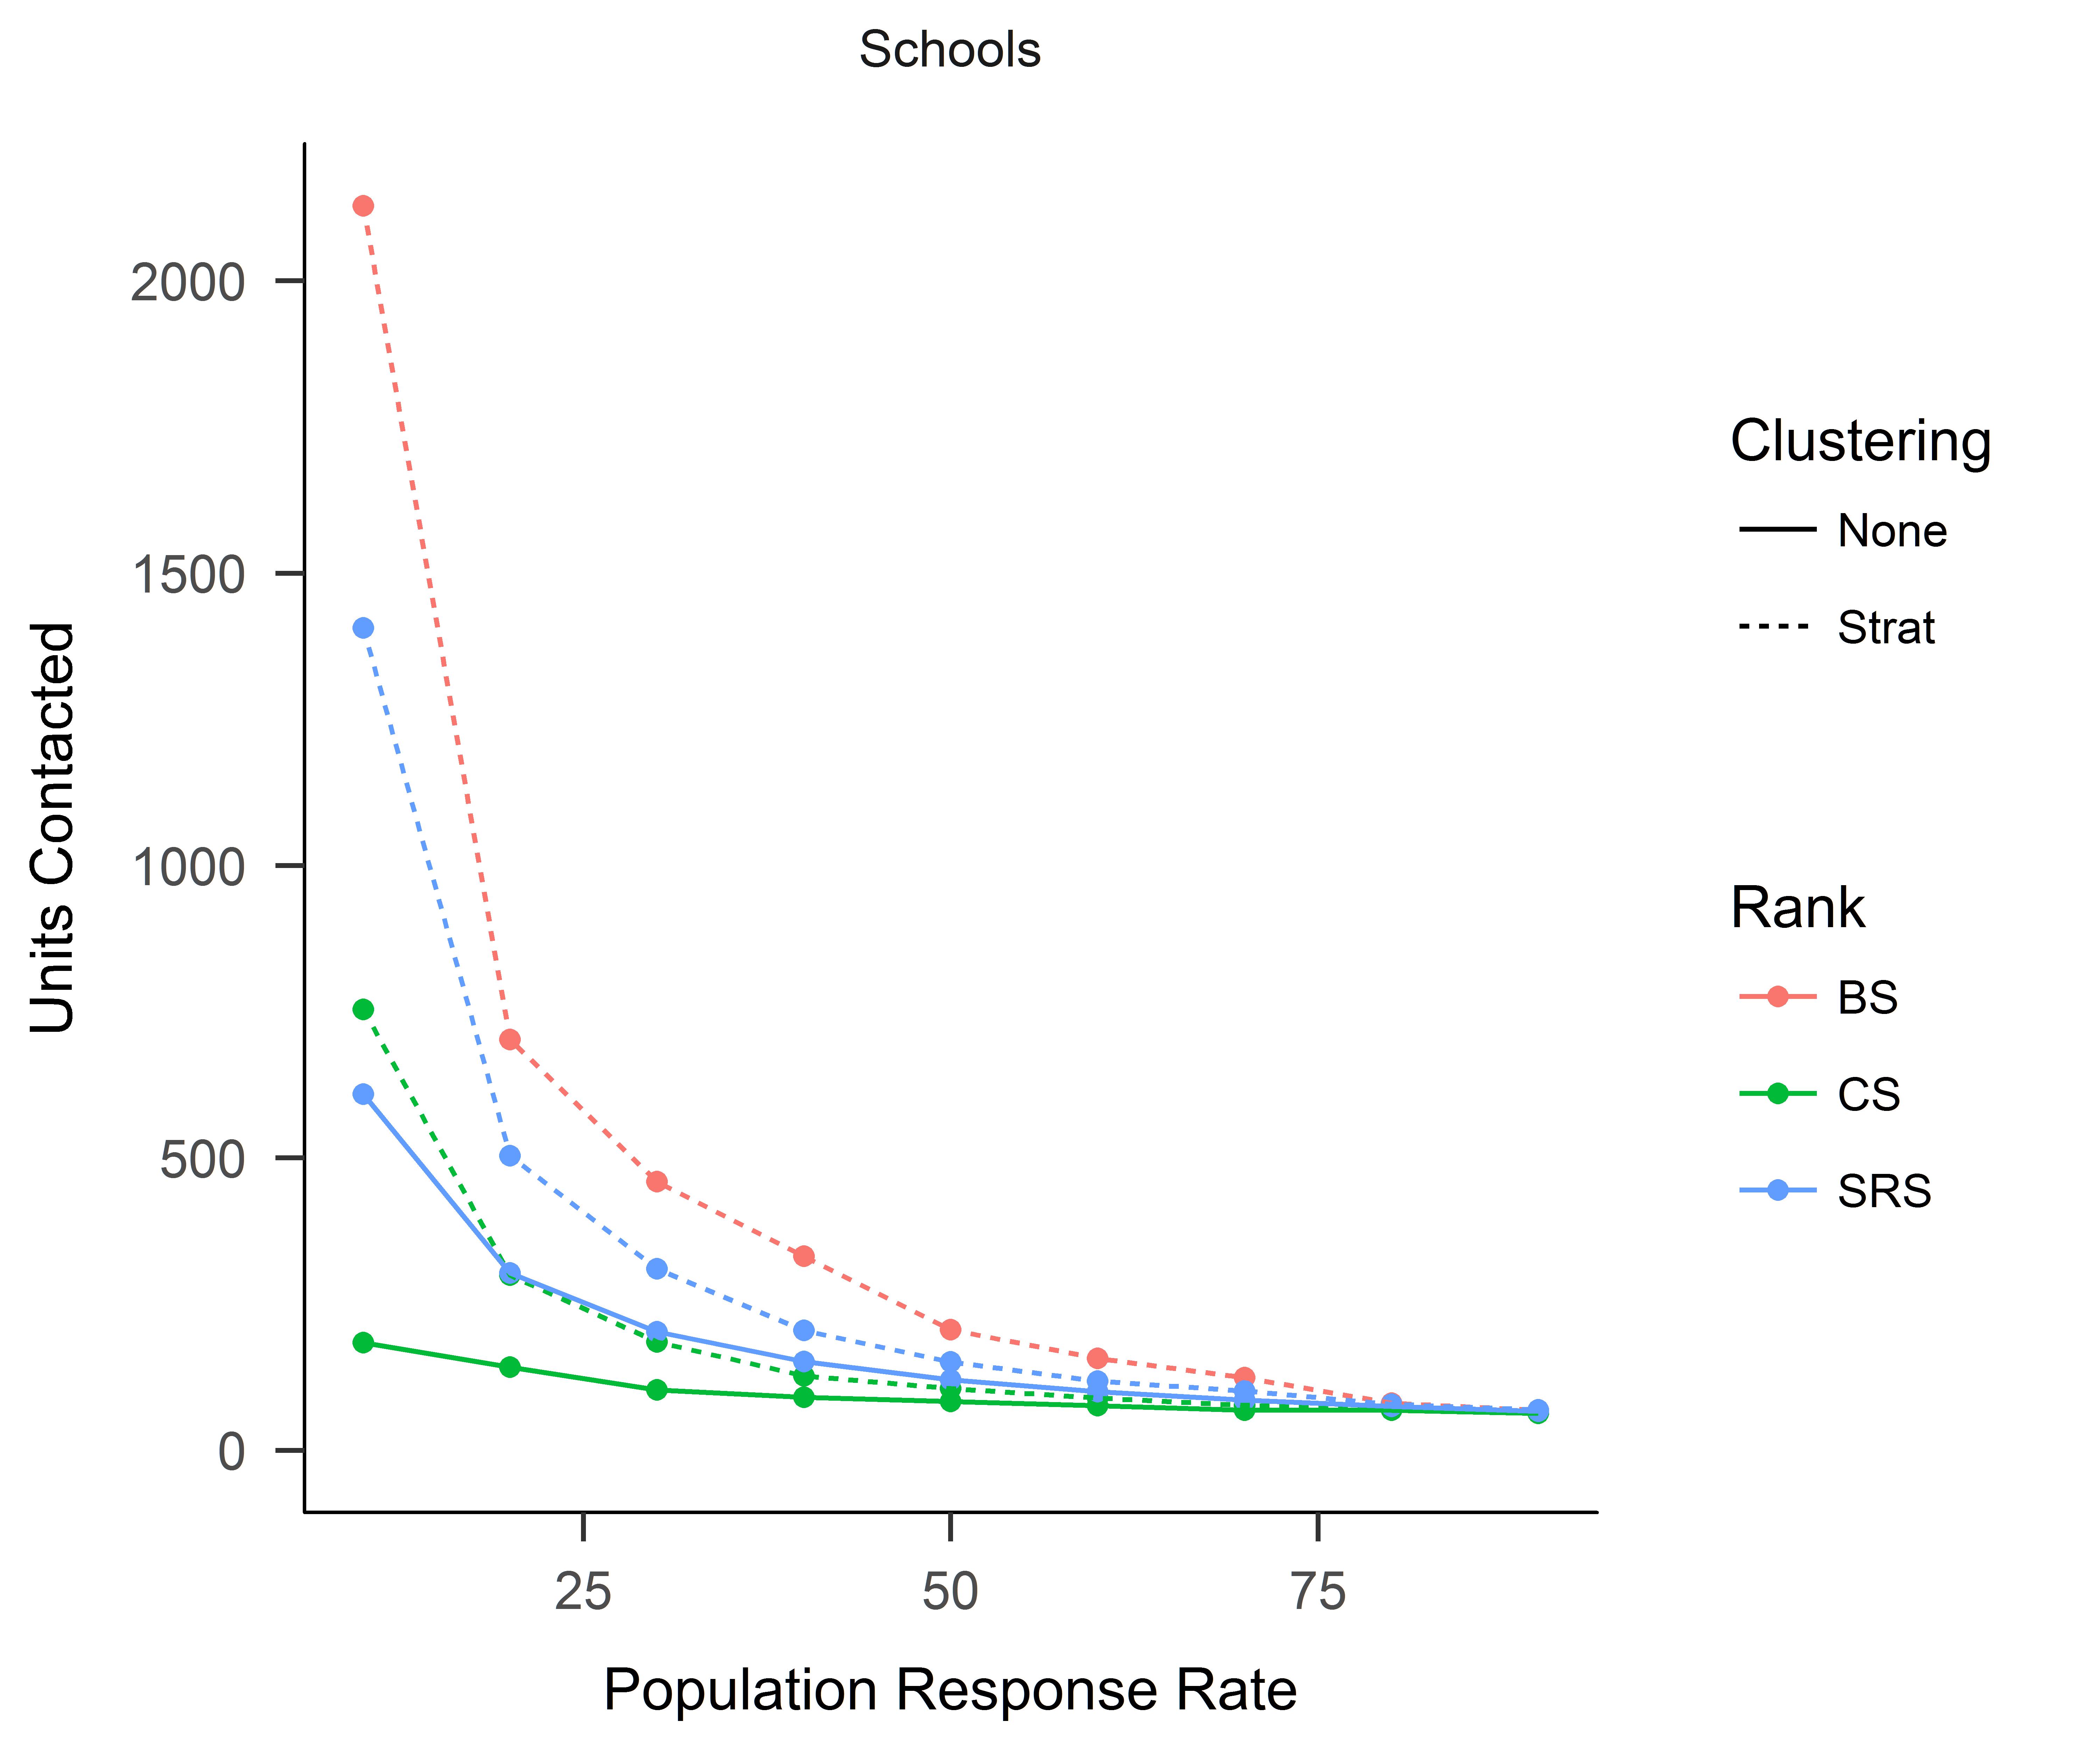 Schools
Units Contacted
2000
1500
1000
500
0
25 50 75
Population Response Rate
Clustering
None
Strat
Rank
BS
CS
SRS